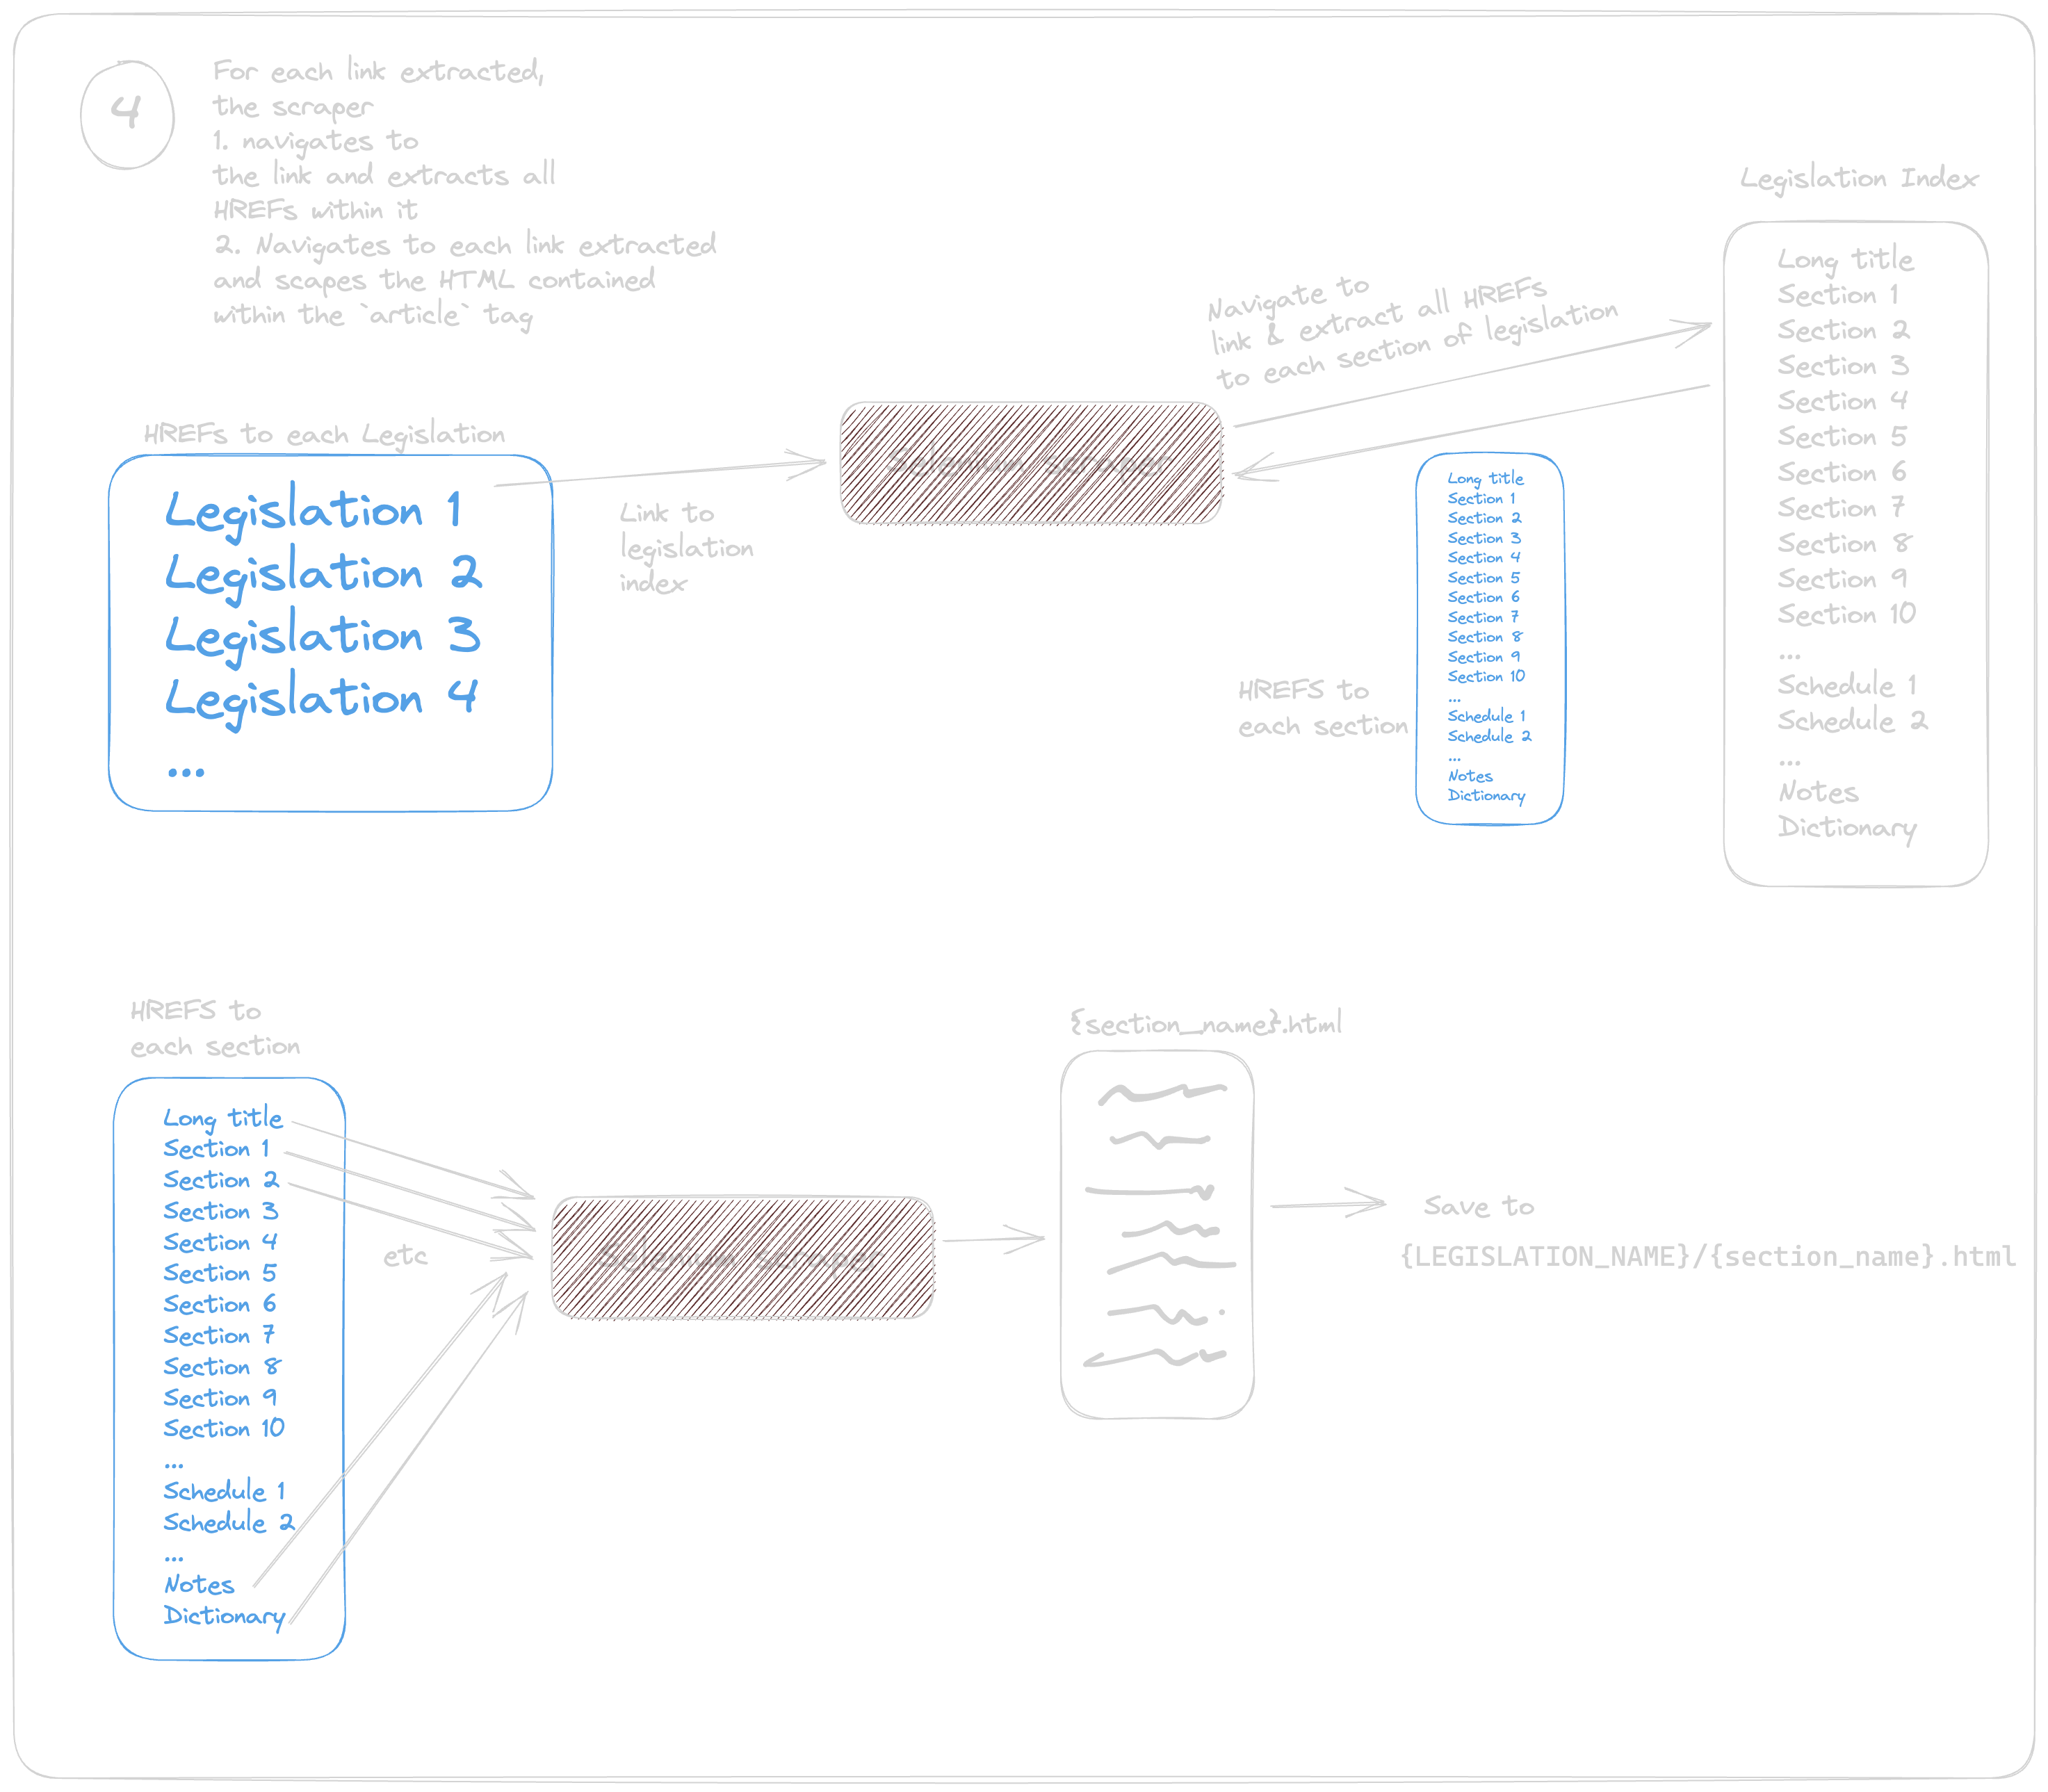 4
For each link extracted,
the scraper
1. navigates to
the link and extracts all
HREFs within it
2. Navigates to each link extracted
and scapes the HTML contained
within the `article` tag
HREFs to each Legislation
Legislation 1
Legislation 2
Legislation 3
Legislation 4
...
Link to
legislation
index
Selenium scraper
Navigate to
link & extract all HREFs
to each section of legislation
HREFS to
each section
Long title
Section 1
Section 2
Section 3
Section 4
Section 5
Section 6
Section 7
Section 8
Section 9
Section 10
...
Schedule 1
Schedule 2
...
Notes
Dictionary
Legislation Index
Long title
Section 1
Section 2
Section 3
Section 4
Section 5
Section 6
Section 7
Section 8
Section 9
Section 10
...
Schedule 1
Schedule 2
...
Notes
Dictionary
HREFS to
each section
Long title
Section 1
Section 2
Section 3
Section 4
Section 5
Section 6
Section 7
Section 8
Section 9
Section 10
...
Schedule 1
Schedule 2
...
Notes
Dictionary
etc
Selenium scraper
{section_name}.html
Save to
{LEGISLATION_NAME}/{section_name}.html